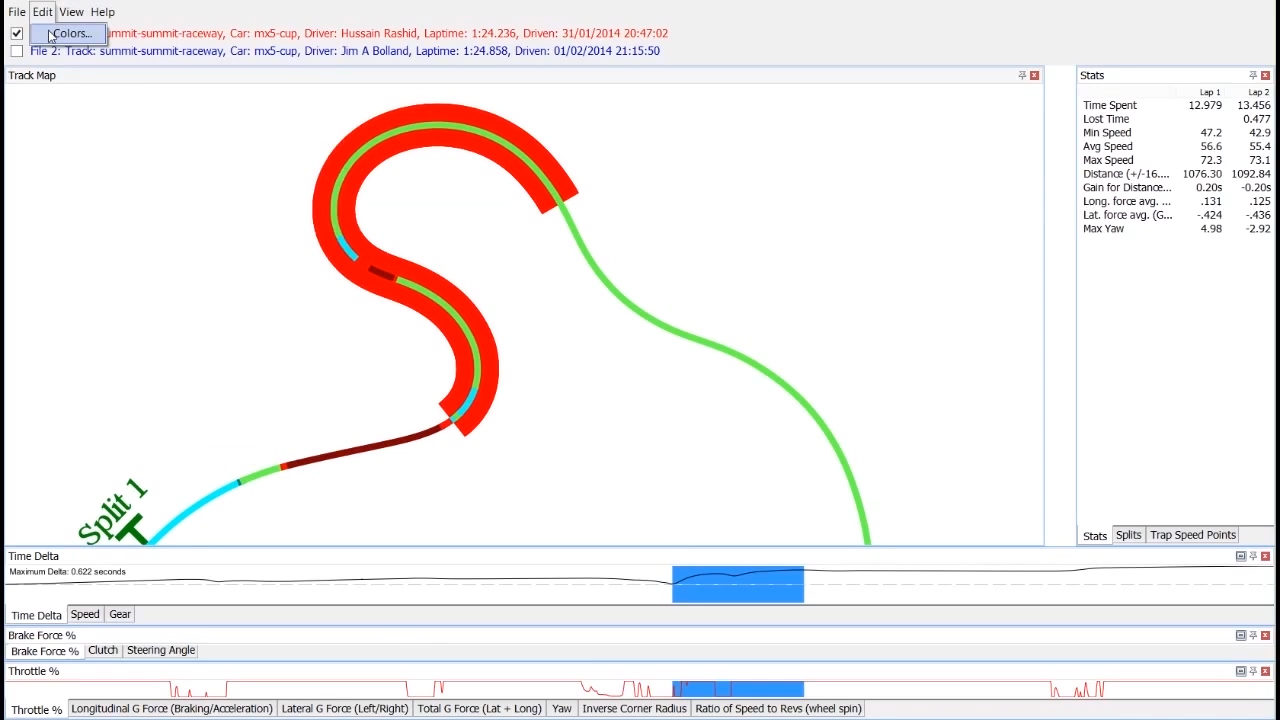 File Edit View Help
Colors...
mmit-summit-raceway, Car: mx5-cup, Driver: Hussain Rashid, Laptime: 1:24.236, Driven: 31/01/2014 20:47:02
File 2: Track: summit-summit-raceway, Car: mx5-cup, Driver: Jim A Bolland, Laptime: 1:24.858, Driven: 01/02/2014 21:15:50
Track Map
Stats
Lap 1 Lap 2
Time Spent 12.979 13.456
Lost Time 0.477
Min Speed 47.2 42.9
Avg Speed 56.6 55.4
Max Speed 72.3 73.1
Distance (+/-16.... 1076.30 1092.84
Gain for Distance... 0.20s -0.20s
Long. force avg. ... .131 .125
Lat. force avg. (G... -.424 -.436
Max Yaw 4.98 -2.92
Split 1
Stats Splits Trap Speed Points
Time Delta
Maximum Delta: 0.622 seconds
Time Delta Speed Gear
Brake Force %
Brake Force % Clutch Steering Angle
Throttle %
Throttle % Longitudinal G Force (Braking/Acceleration) Lateral G Force (Left/Right) Total G Force (Lat + Long) Yaw Inverse Corner Radius Ratio of Speed to Revs (wheel spin)